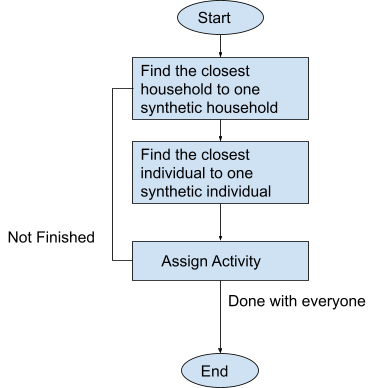 Start
Find the closest
household to one
synthetic household
Find the closest
individual to one
synthetic individual
Not Finished
Assign Activity
Done with everyone
End